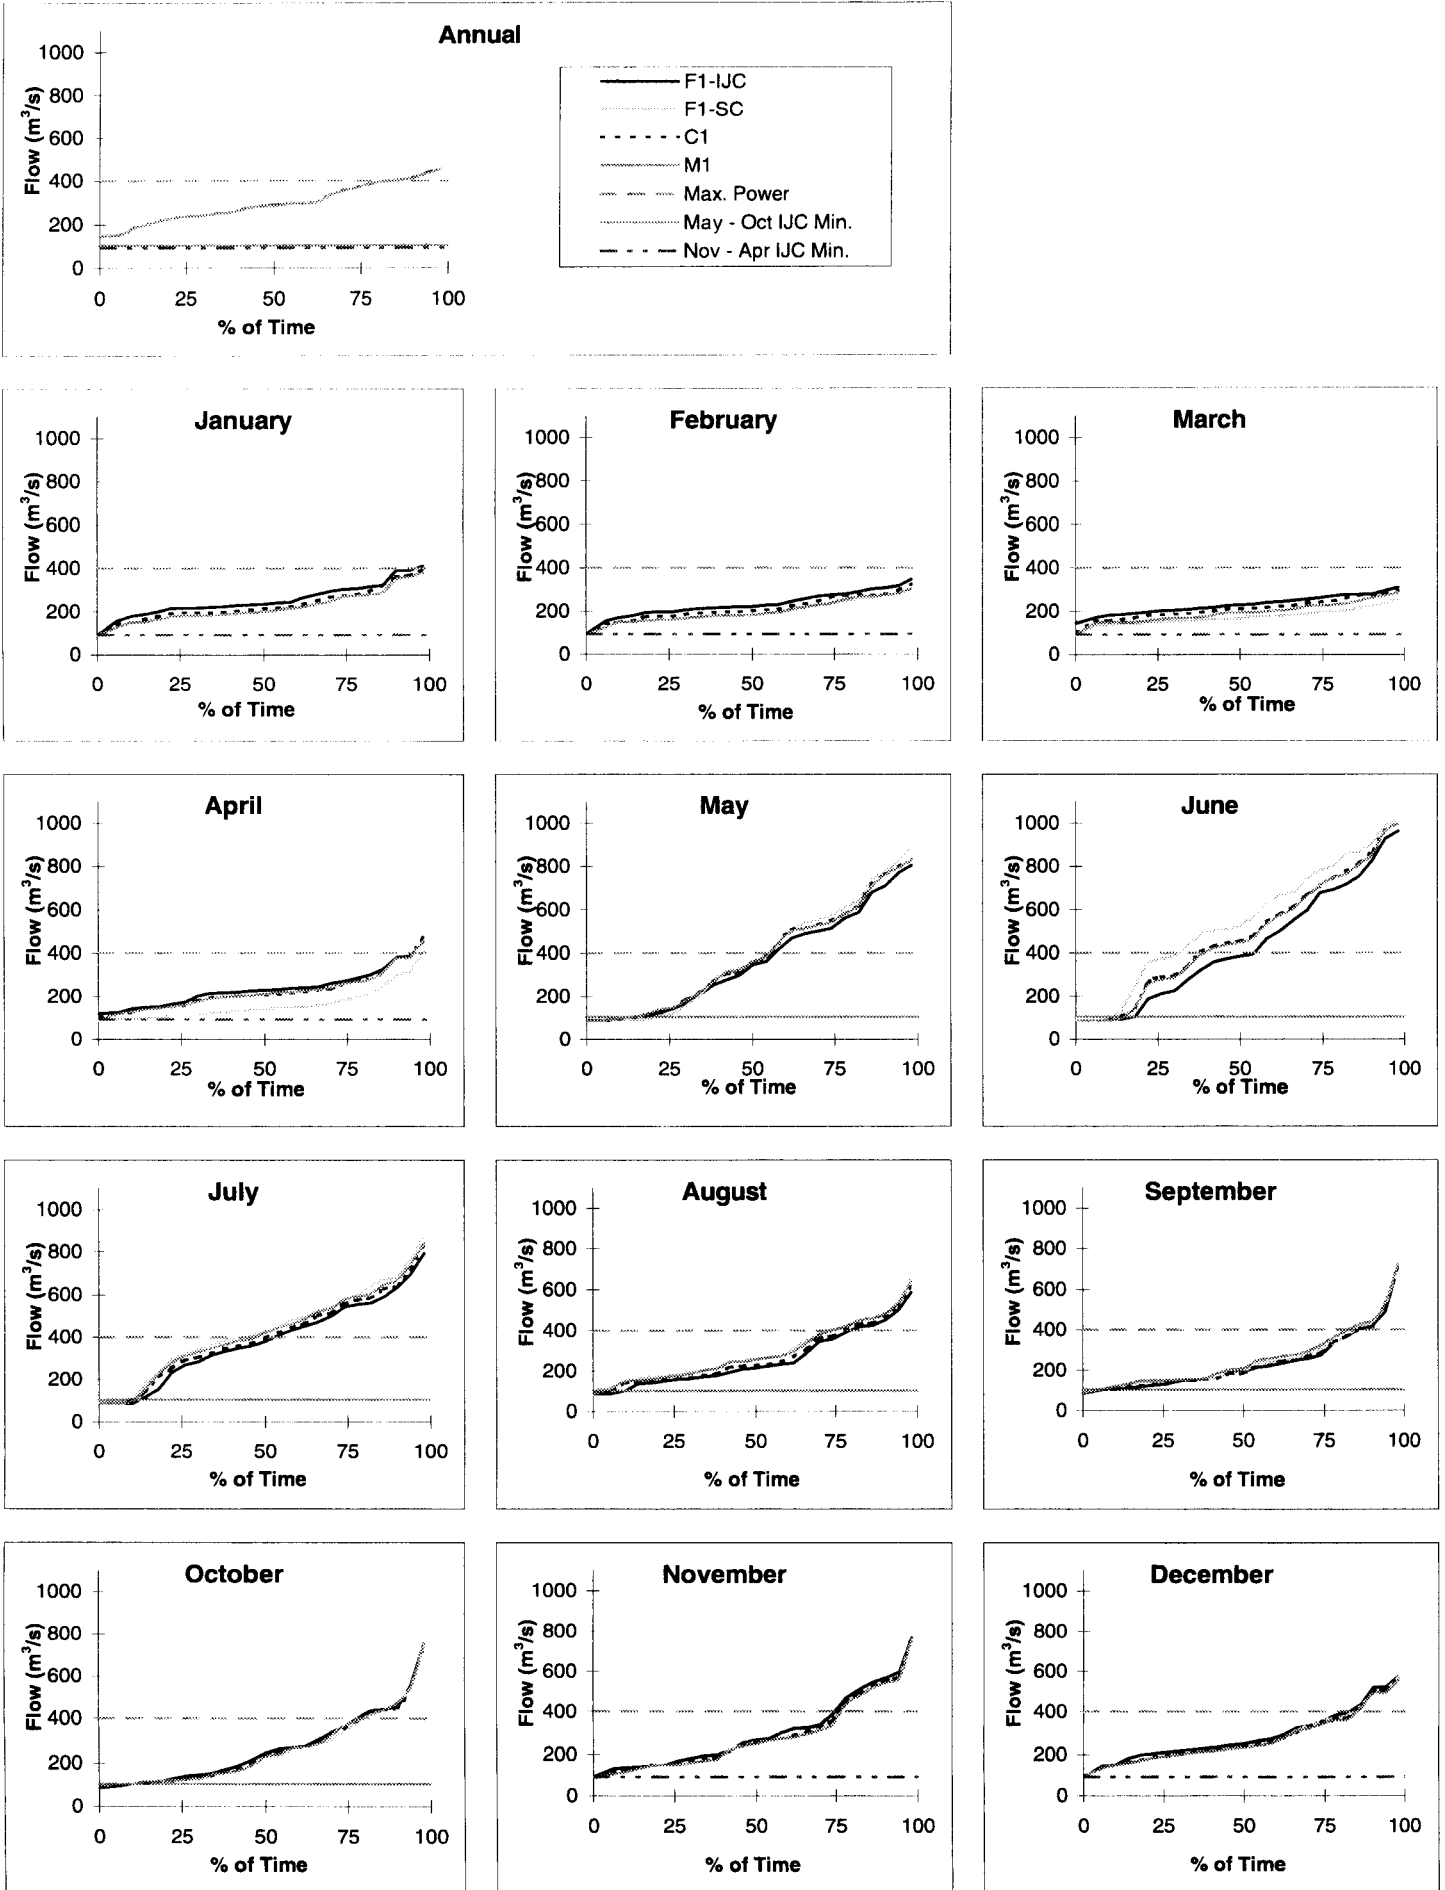 Annual
1000
800
600
400
200
0
Flow (m³/s)
0 25 50 75 100
% of Time
F1-IJC
F1-SC
C1
M1
Max. Power
May - Oct IJC Min.
Nov - Apr IJC Min.
January
1000
800
600
400
200
0
Flow (m³/s)
0 25 50 75 100
% of Time
February
1000
800
600
400
200
0
Flow (m³/s)
0 25 50 75 100
% of Time
March
1000
800
600
400
200
0
Flow (m³/s)
0 25 50 75 100
% of Time
April
1000
800
600
400
200
0
Flow (m³/s)
0 25 50 75 100
% of Time
May
1000
800
600
400
200
0
Flow (m³/s)
0 25 50 75 100
% of Time
June
1000
800
600
400
200
0
Flow (m³/s)
0 25 50 75 100
% of Time
July
1000
800
600
400
200
0
Flow (m³/s)
0 25 50 75 100
% of Time
August
1000
800
600
400
200
0
Flow (m³/s)
0 25 50 75 100
% of Time
September
1000
800
600
400
200
0
Flow (m³/s)
0 25 50 75 100
% of Time
October
1000
800
600
400
200
0
Flow (m³/s)
0 25 50 75 100
% of Time
November
1000
800
600
400
200
0
Flow (m³/s)
0 25 50 75 100
% of Time
December
1000
800
600
400
200
0
Flow (m³/s)
0 25 50 75 100
% of Time